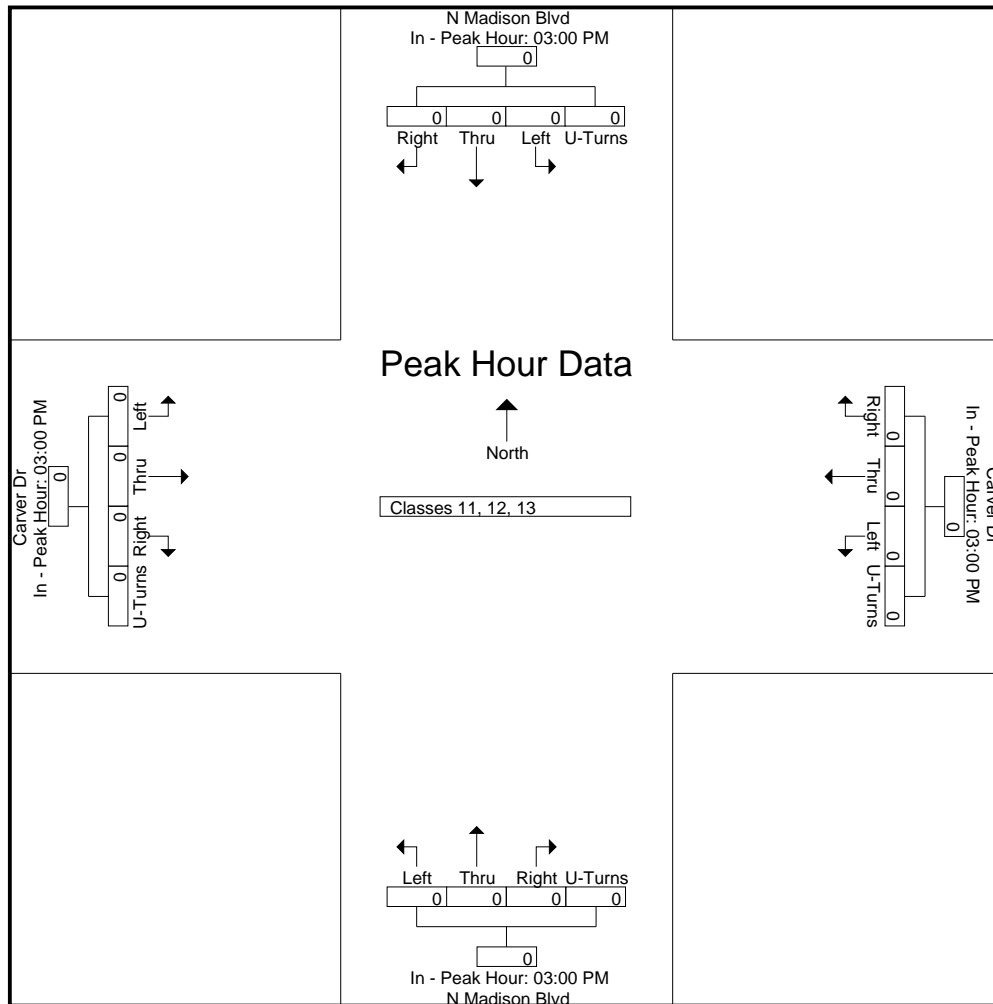 N Madison Blvd
In - Peak Hour: 03:00 PM
0
0 0 0 0
Right Thru Left U-Turns
Peak Hour Data
North
Classes 11, 12, 13
Carver Dr
In - Peak Hour: 03:00 PM
0
0 0 0 0
Left Thru Right U-Turns
Carver Dr
In - Peak Hour: 03:00 PM
0
0 0 0 0
Right Thru Left U-Turns
Left Thru Right U-Turns
0 0 0 0
0
In - Peak Hour: 03:00 PM
N Madison Blvd